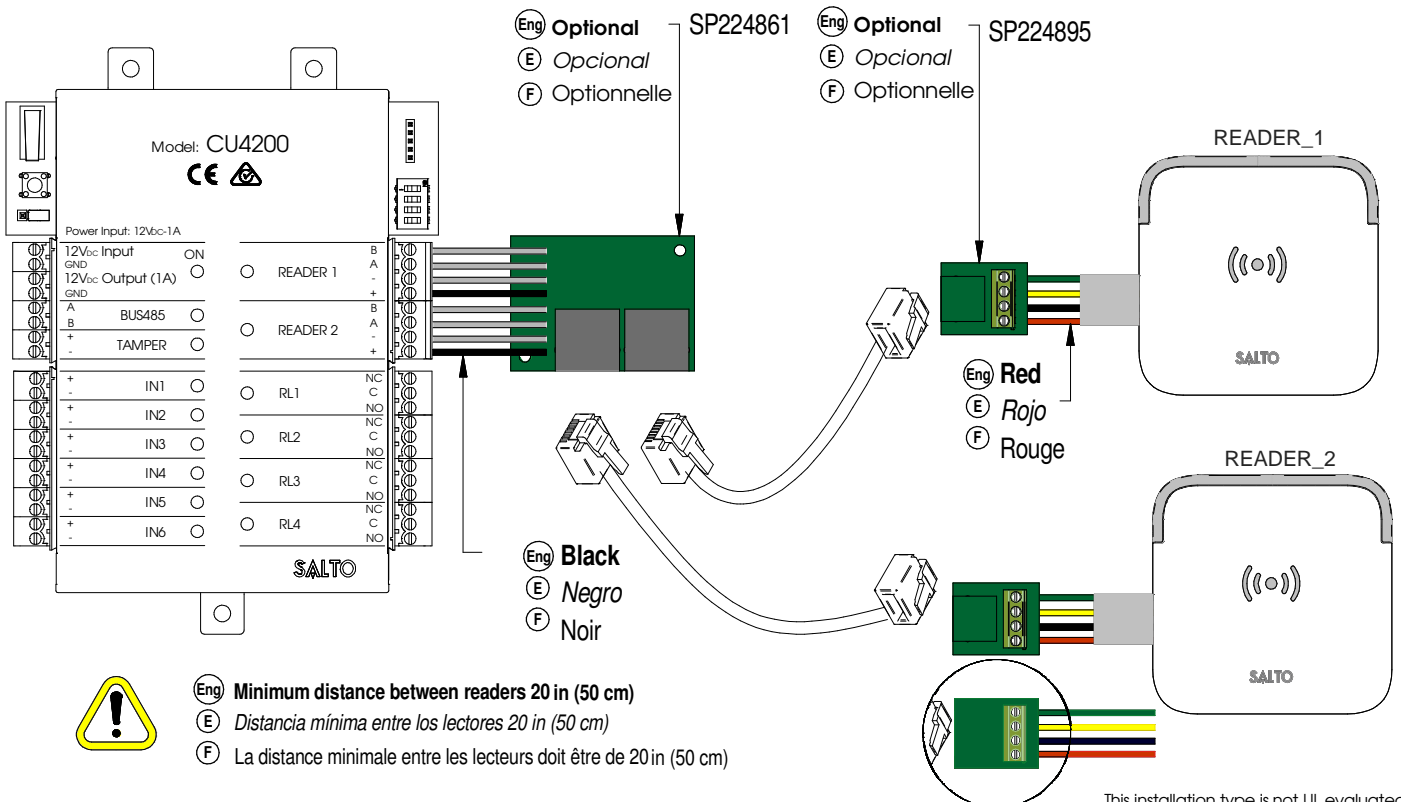 Eng Optional SP224861
E Opcional
F Optionnelle
Eng Optional SP224895
E Opcional
F Optionnelle
Model: CU4200
CE
Power Input: 12VDC-1A
12VDC Input ON
GND
12VDC Output (1A)
GND
A
B
BUS485
+
-
TAMPER
+
-
IN1
+
-
IN2
+
-
IN3
+
-
IN4
+
-
IN5
+
-
IN6
READER 1
B
A
-
+
READER 2
B
A
-
+
RL1
NC
C
NO
RL2
NC
C
NO
RL3
NC
C
NO
RL4
NC
C
NO
SALTO
READER_1
SALTO
Eng Red
E Rojo
F Rouge
READER_2
SALTO
Eng Black
E Negro
F Noir
Eng Minimum distance between readers 20 in (50 cm)
E Distancia mínima entre los lectores 20 in (50 cm)
F La distance minimale entre les lecteurs doit être de 20 in (50 cm)
This installation type is not UL evaluated